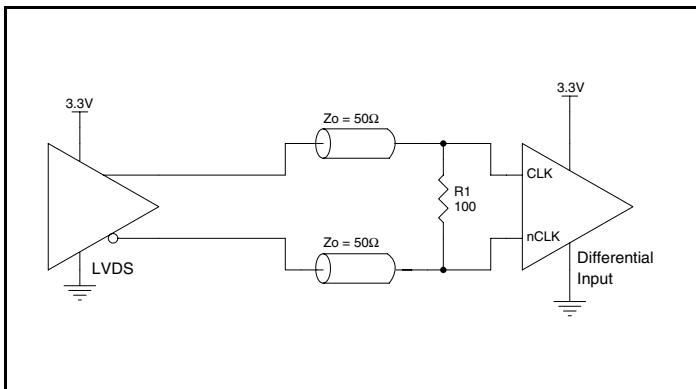 3.3V
LVDS
Zo = 50Ω
Zo = 50Ω
R1
100
3.3V
CLK
nCLK
Differential
Input